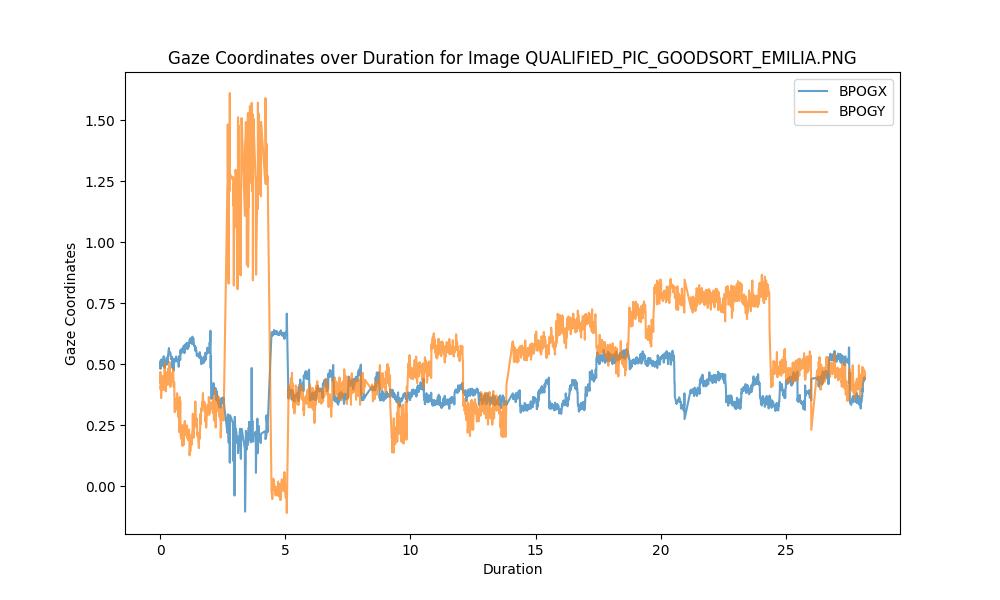 Gaze Coordinates over Duration for Image QUALIFIED_PIC_GOODSORT_EMILIA.PNG
BPOGX
BPOGY
1.50
1.25
1.00
0.75
0.50
0.25
0.00
Gaze Coordinates
0 5 10 15 20 25
Duration